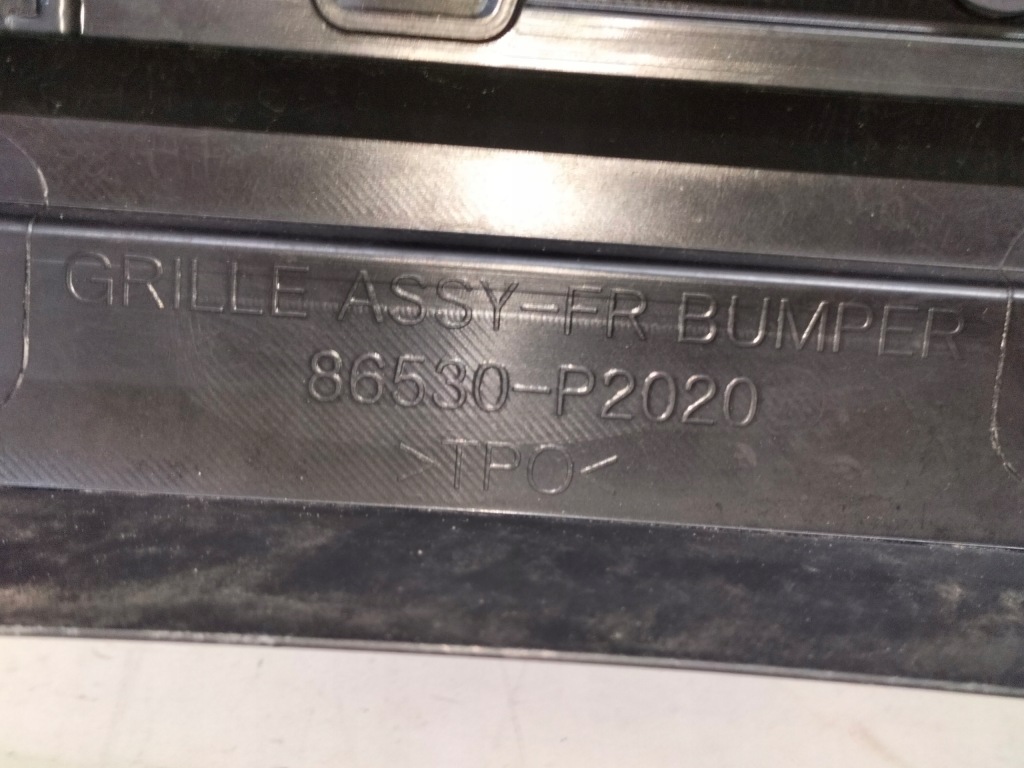 GRILLE ASSY-FR BUMPER
86530-P2020
>TPO<